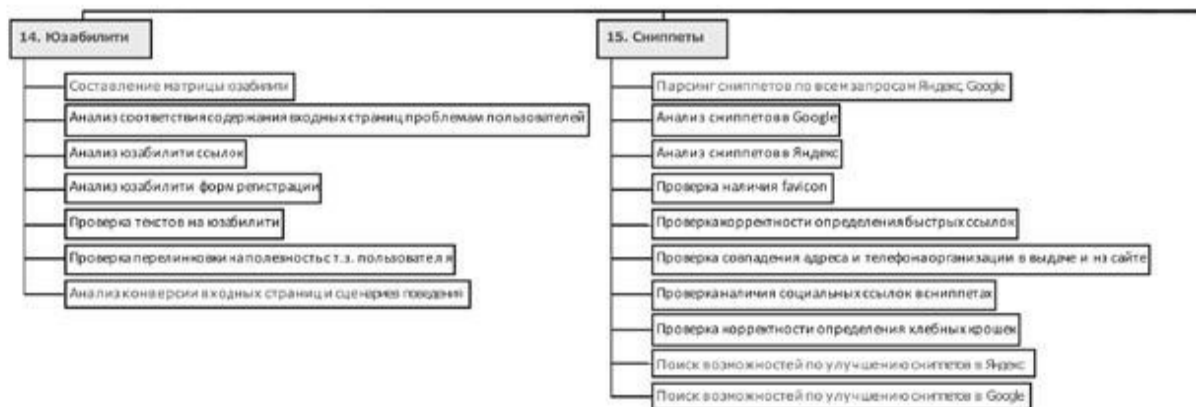 14. Юзабилити
Составление матрицы юзабилити
Анализ соответствия содержания входных страниц проблемам пользователей
Анализ юзабилити ссылок
Анализ юзабилити форм регистрации
Проверка текстов на юзабилити
Проверка перелинковки на полезность с т.з. пользователя
Анализ конверсии входных страниц и сценариев поведения
15. Сниппеты
Парсинг сниппетов по всем запросам Яндекс, Google
Анализ сниппетов в Google
Анализ сниппетов в Яндекс
Проверка наличия favicon
Проверка корректности определения быстрых ссылок
Проверка совпадения адреса и телефона организации в выдаче и на сайте
Проверка наличия социальных ссылок в сниппетах
Проверка корректности определения хлебных крошек
Поиск возможностей по улучшению сниппетов в Яндекс
Поиск возможностей по улучшению сниппетов в Google